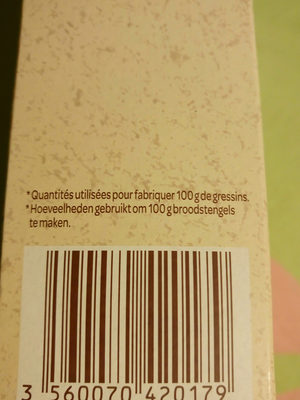 *Quantités utilisées pour fabriquer 100 g de gressins.
*Hoeveelheden gebruikt om 100 g broodstengels
te maken.
3 560070 420179